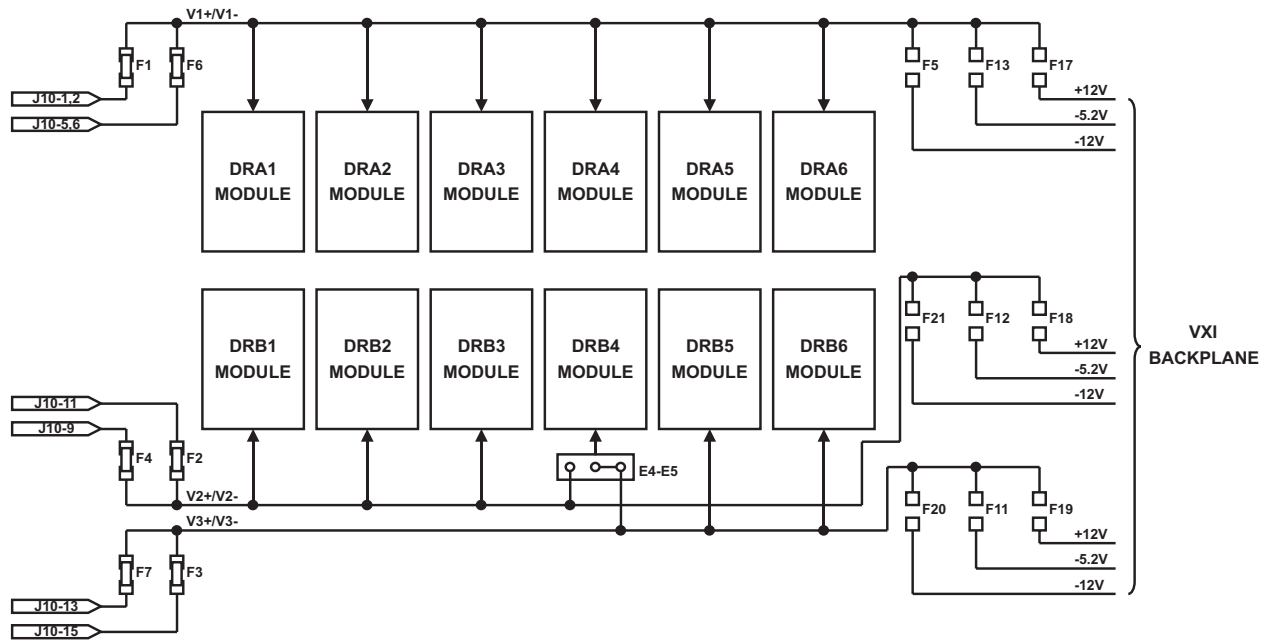 V1+/V1-
F1
F6
F5
F13
F17
J10-1,2
J10-5,6
+12V
-5.2V
-12V
DRA1
MODULE
DRA2
MODULE
DRA3
MODULE
DRA4
MODULE
DRA5
MODULE
DRA6
MODULE
DRB1
MODULE
DRB2
MODULE
DRB3
MODULE
DRB4
MODULE
DRB5
MODULE
DRB6
MODULE
F21
F12
F18
+12V
-5.2V
-12V
VXI
BACKPLANE
J10-11
J10-9
F4
F2
E4-E5
V2+/V2-
V3+/V3-
F20
F11
F19
+12V
-5.2V
-12V
F7
F3
J10-13
J10-15